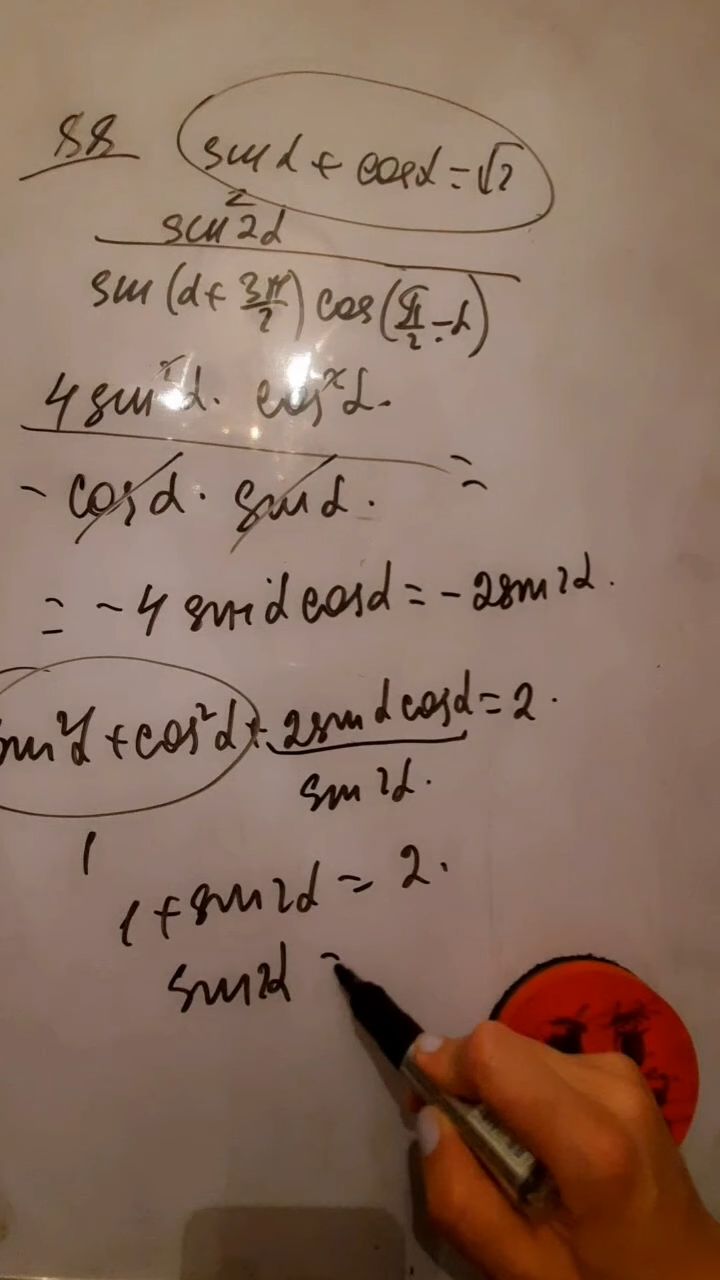 88 sin α + cos α = √2
sin² 2α
sin (α + 3π/2) cos (π/2 - α)
4 sin² α · cos² α ·
- cos α · sin α · =
= - 4 sin α cos α = - 2 sin 2α .
sin² α + cos² α + 2 sin α cos α = 2 .
sin 2α .
1
1 + sin 2α = 2 .
sin 2α =